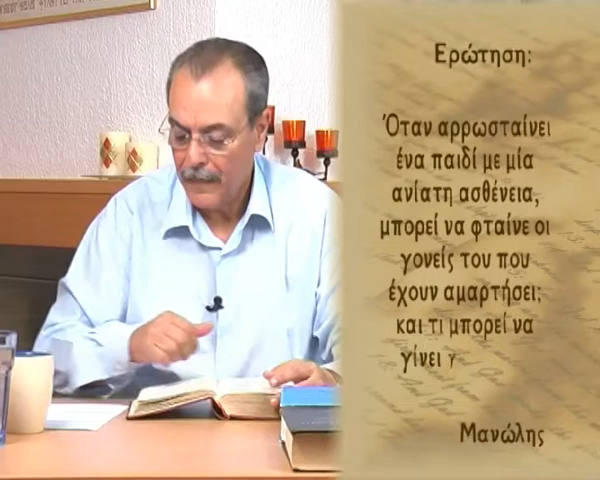 Ερώτηση:
Όταν αρρωσταίνει
ένα παιδί με μία
ανίατη ασθένεια,
μπορεί να φταίνε οι
γονείς του που
έχουν αμαρτήσει;
και τι μπορεί να
γίνει γ
Μανώλης